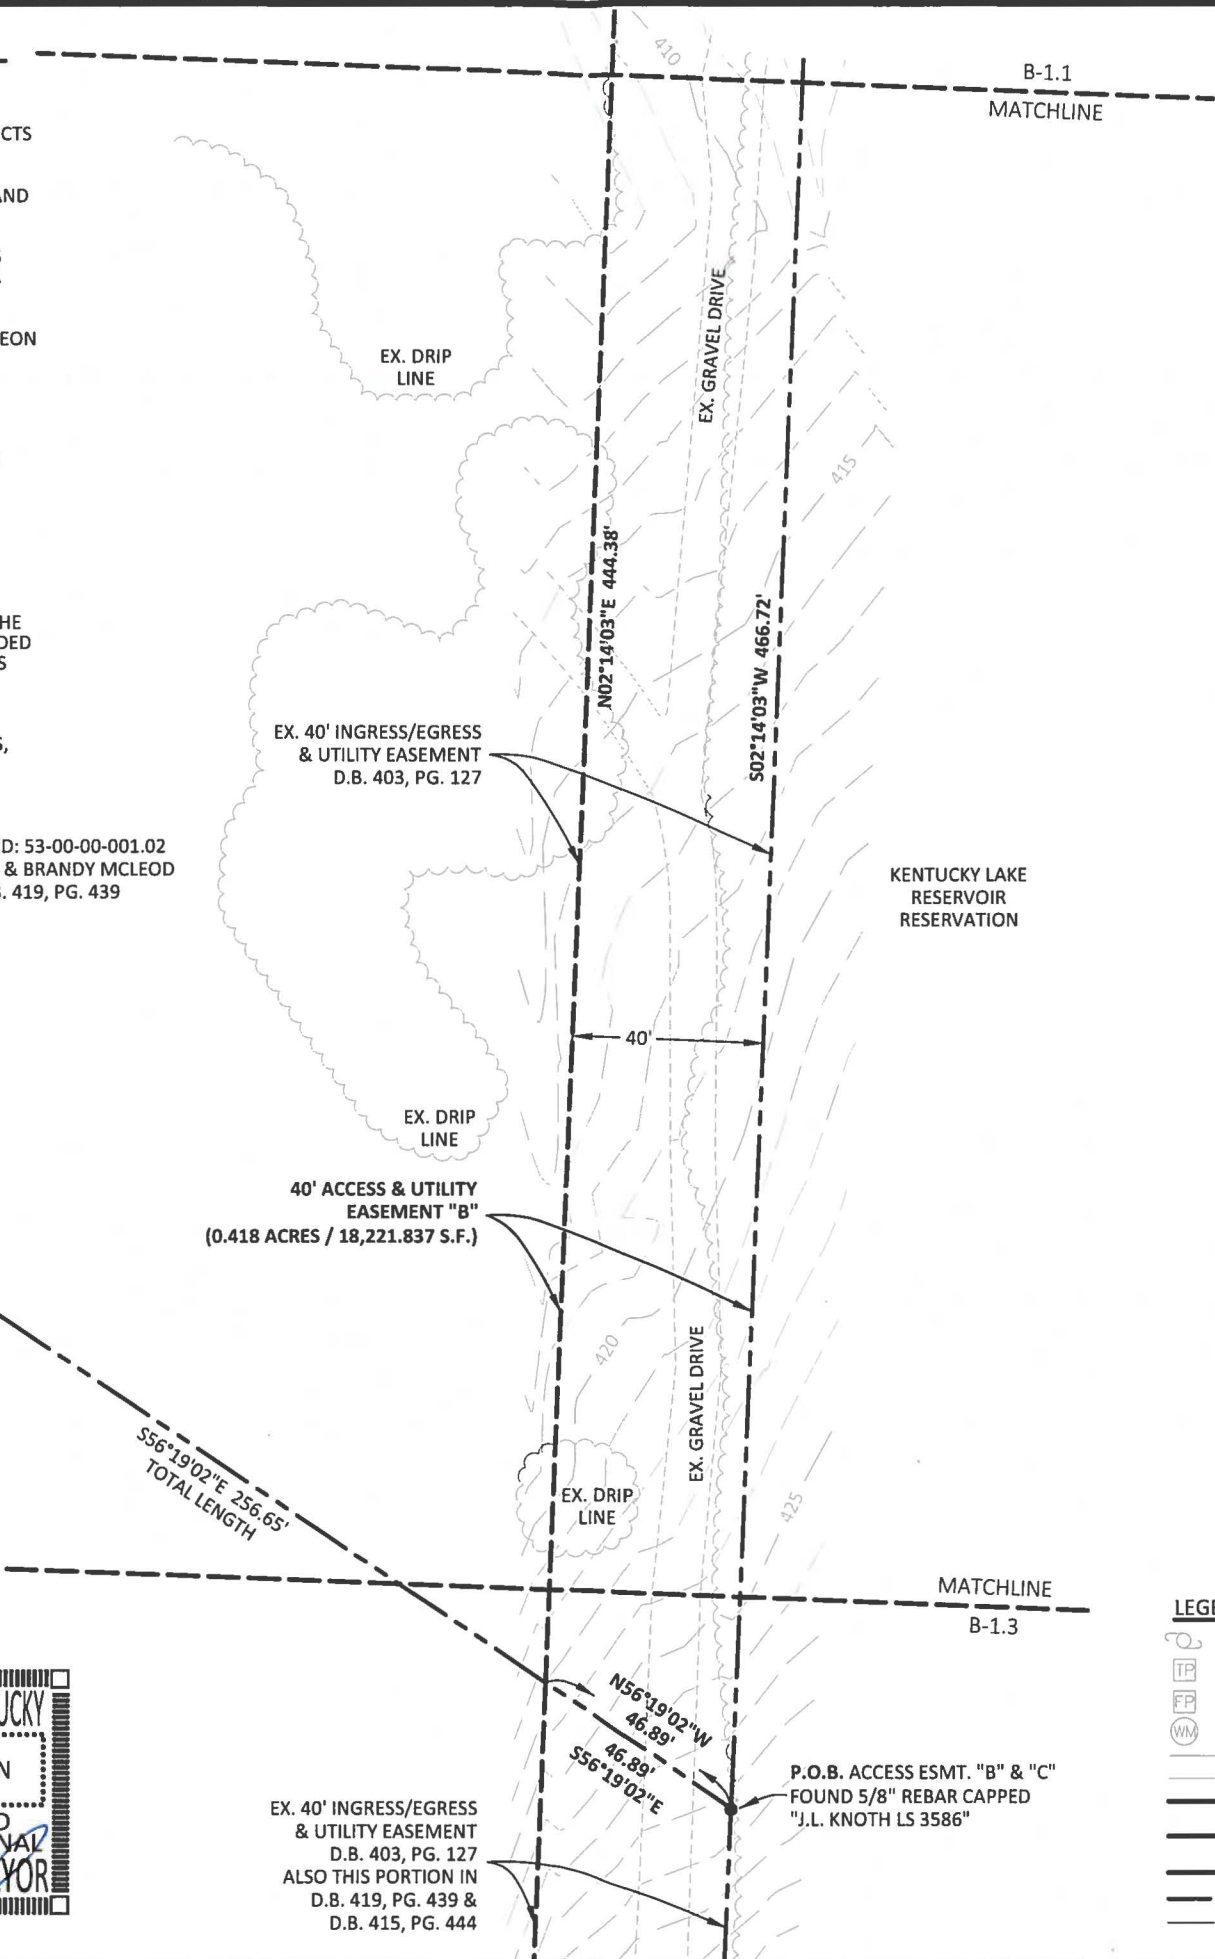 B-1.1
MATCHLINE
410
CTS
AND
EON
EX. DRIP
LINE
EX. GRAVEL DRIVE
415
N02°14'03"E 444.38'
S02°14'03"W 466.72'
HE
DED
S
S,
EX. 40' INGRESS/EGRESS
& UTILITY EASEMENT
D.B. 403, PG. 127
D: 53-00-00-001.02
& BRANDY MCLEOD
. 419, PG. 439
KENTUCKY LAKE
RESERVOIR
RESERVATION
40'
EX. DRIP
LINE
40' ACCESS & UTILITY
EASEMENT "B"
(0.418 ACRES / 18,221.837 S.F.)
420
EX. GRAVEL DRIVE
S56°19'02"E 256.65'
TOTAL LENGTH
EX. DRIP
LINE
425
MATCHLINE
B-1.3
LEGE
TP
FP
WM
UCKY
N
NAL
YOR
N56°19'02"W
46.89'
46.89'
S56°19'02"E
P.O.B. ACCESS ESMT. "B" & "C"
FOUND 5/8" REBAR CAPPED
"J.L. KNOTH LS 3586"
EX. 40' INGRESS/EGRESS
& UTILITY EASEMENT
D.B. 403, PG. 127
ALSO THIS PORTION IN
D.B. 419, PG. 439 &
D.B. 415, PG. 444